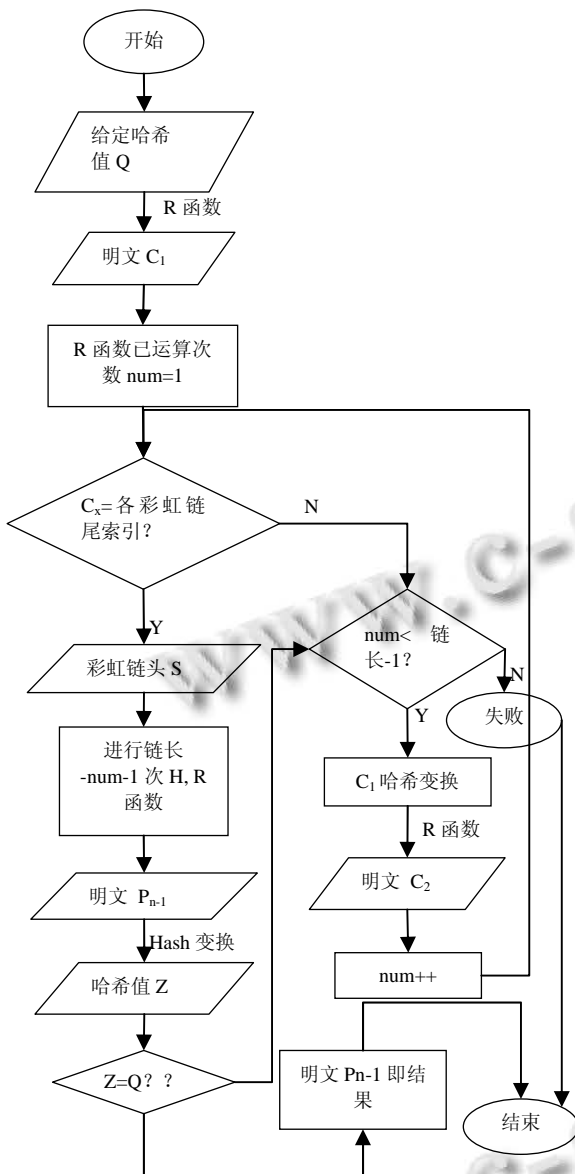 开始
给定哈希
值 Q
R 函数
明文 C₁
R 函数已运算次
数 num=1
Cₓ= 各 彩 虹 链
尾索引？
N
Y
彩虹链头 S
进行链长
-num-1 次 H, R
函数
明文 Pₙ₋₁
Hash 变换
哈希值 Z
Z=Q？？
num< 链
长-1？
N
失败
Y
C₁ 哈希变换
R 函数
明文 C₂
num++
明文 Pn-1 即结
果
结束
www.c-